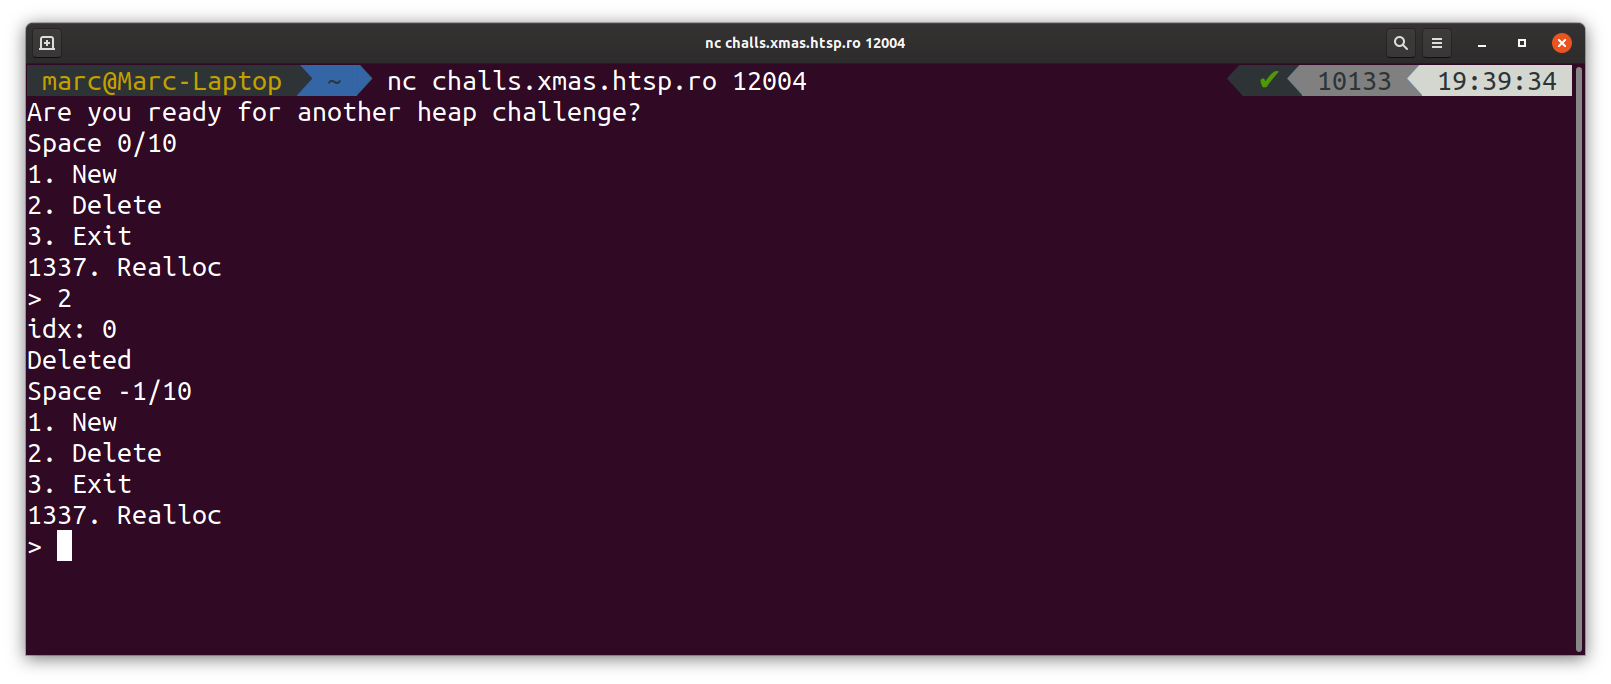 nc challs.xmas.htsp.ro 12004
marc@Marc-Laptop ~ nc challs.xmas.htsp.ro 12004 ✔ 10133 19:39:34
Are you ready for another heap challenge?
Space 0/10
1. New
2. Delete
3. Exit
1337. Realloc
> 2
idx: 0
Deleted
Space -1/10
1. New
2. Delete
3. Exit
1337. Realloc
>